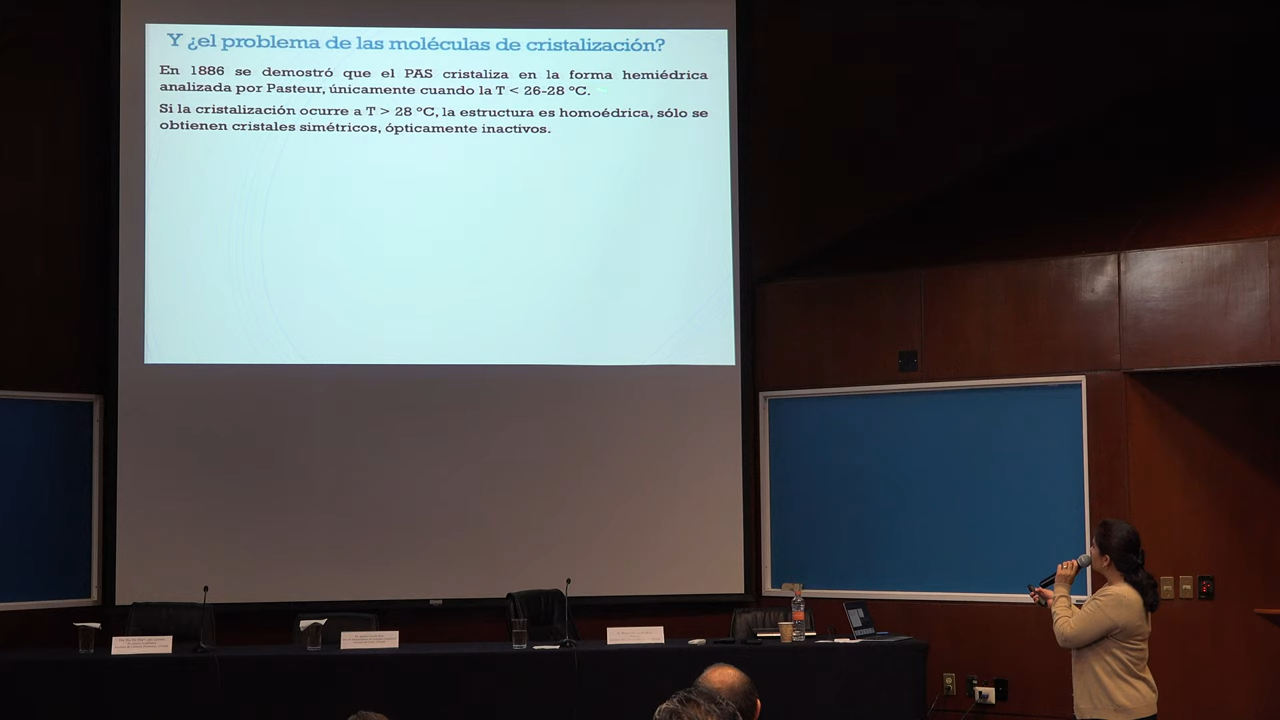 Y ¿el problema de las moléculas de cristalización?
En 1886 se demostró que el PAS cristaliza en la forma hemiédrica
analizada por Pasteur, únicamente cuando la T < 26-28 ºC.
Si la cristalización ocurre a T > 28 ºC, la estructura es homoédrica, sólo se
obtienen cristales simétricos, ópticamente inactivos.